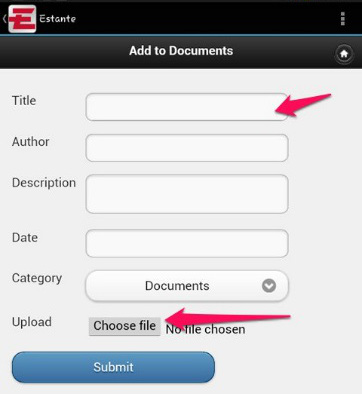 Estante
Add to Documents
Title
Author
Description
Date
Category Documents
Upload Choose file No file chosen
Submit